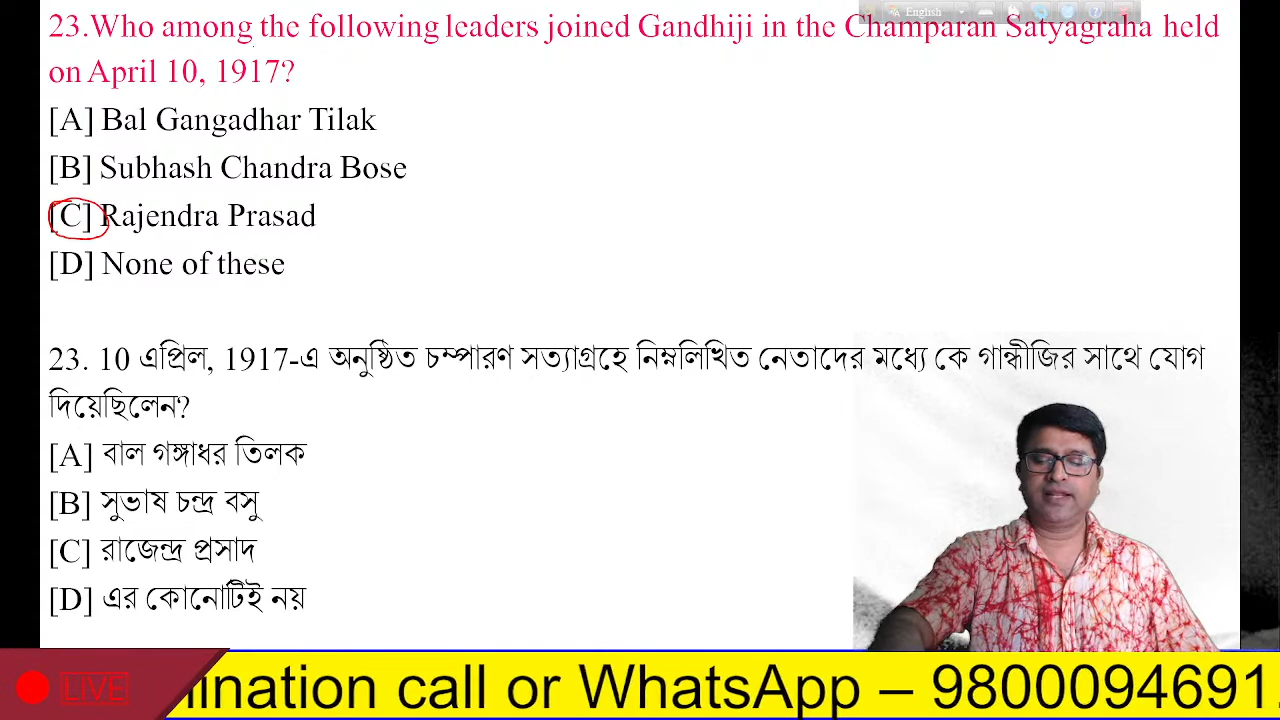 23.Who among the following leaders joined Gandhiji in the Champaran Satyagraha held
on April 10, 1917?
[A] Bal Gangadhar Tilak
[B] Subhash Chandra Bose
[C] Rajendra Prasad
[D] None of these
23. 10 এপ্রিল, 1917-এ অনুষ্ঠিত চম্পারণ সত্যাগ্রহে নিম্নলিখিত নেতাদের মধ্যে কে গান্ধীজির সাথে যোগ
দিয়েছিলেন?
[A] বাল গঙ্গাধর তিলক
[B] সুভাষ চন্দ্র বসু
[C] রাজেন্দ্র প্রসাদ
[D] এর কোনোটিই নয়
English
LIVE
ination call or WhatsApp – 9800094691.